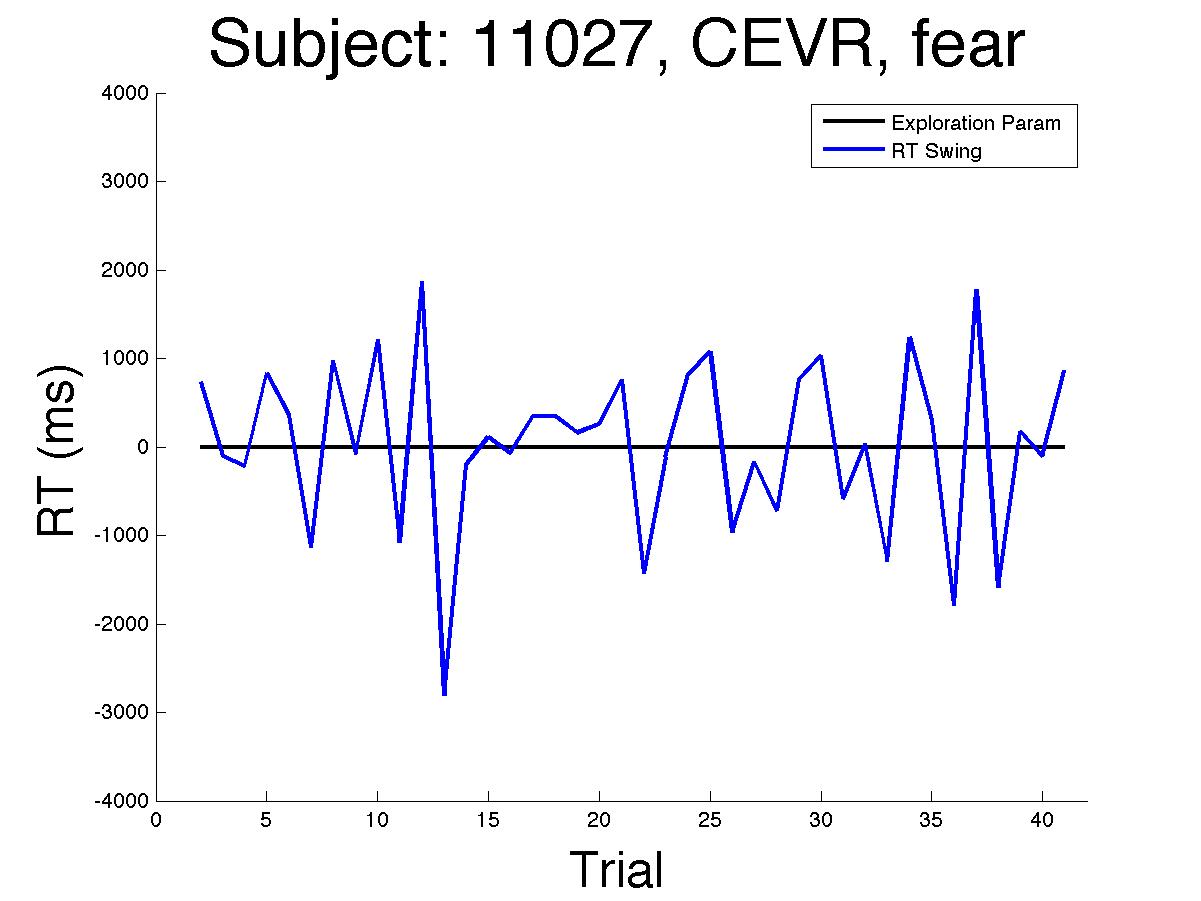 Subject: 11027, CEVR, fear
Exploration Param
RT Swing
4000
3000
2000
1000
0
-1000
-2000
-3000
-4000
RT (ms)
0 5 10 15 20 25 30 35 40
Trial